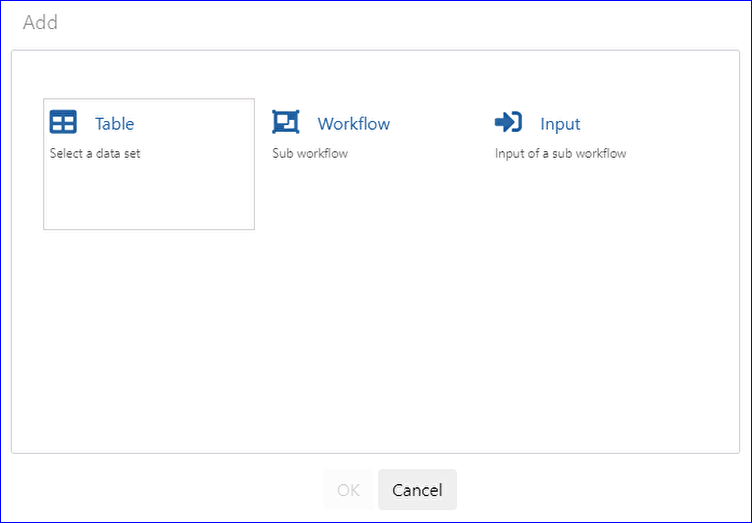 Add
Table
Select a data set
Workflow
Sub workflow
Input
Input of a sub workflow
OK
Cancel